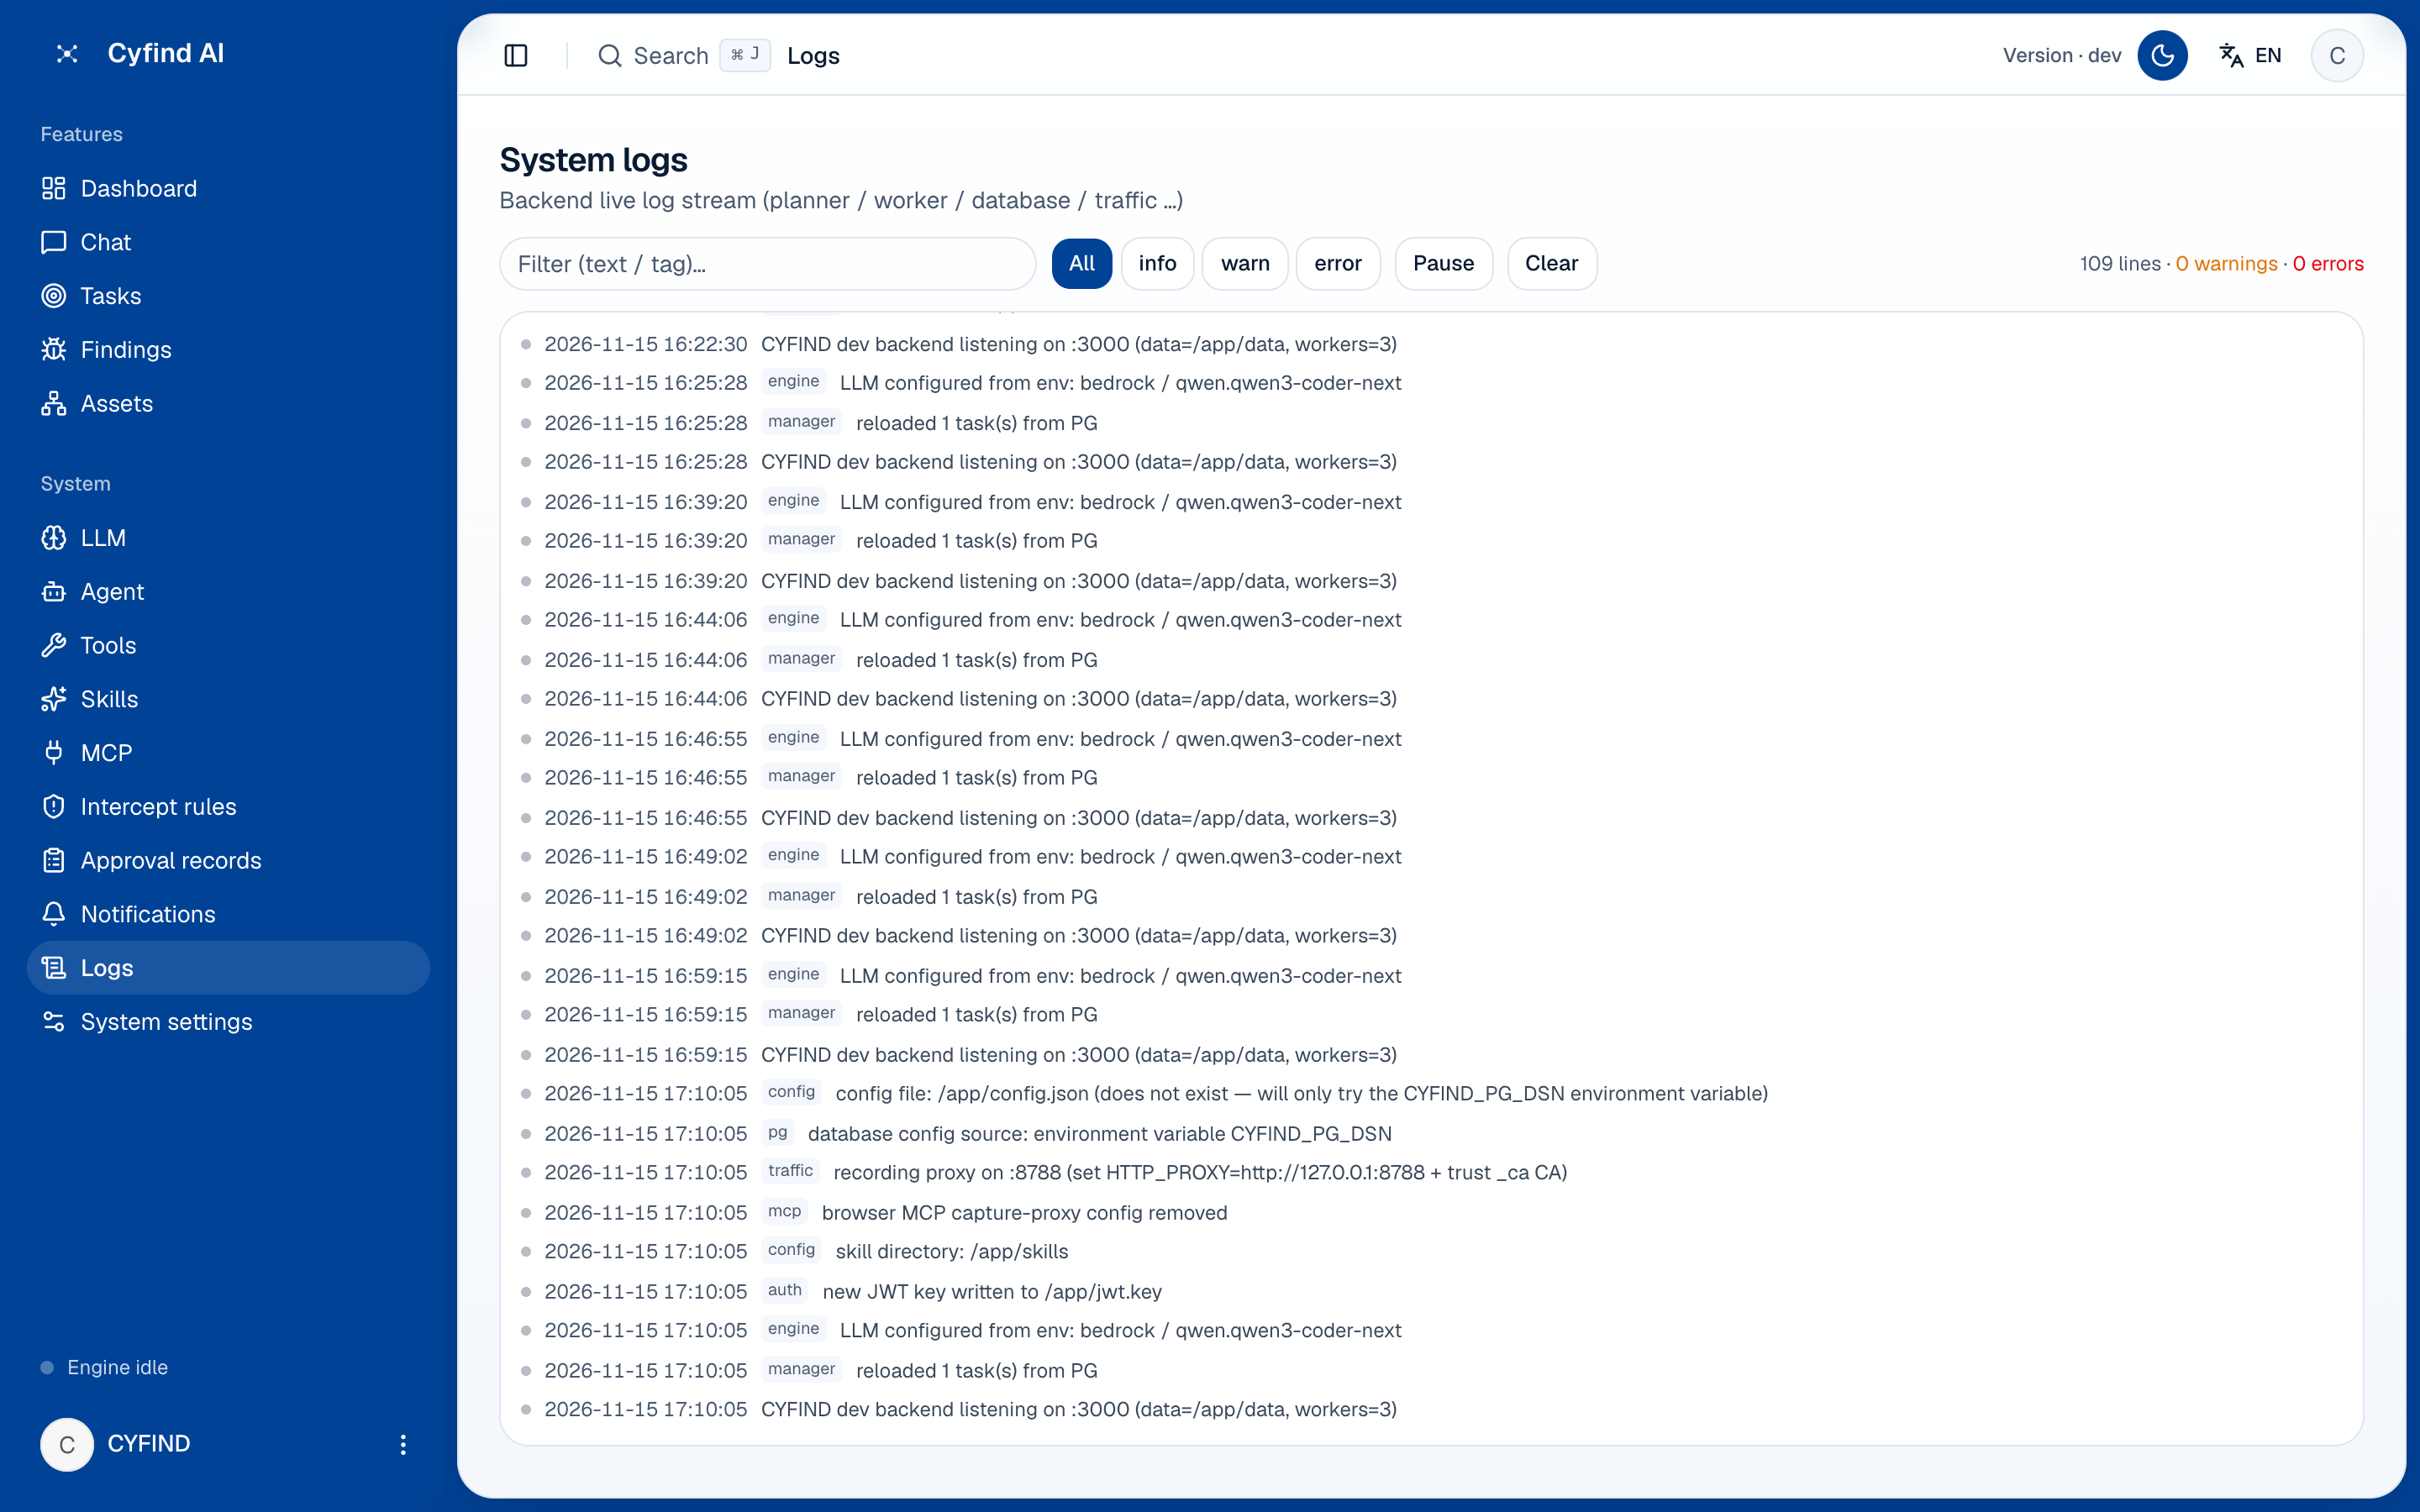 Cyfind AI
Features
Dashboard
Chat
Tasks
Findings
Assets
System
LLM
Agent
Tools
Skills
MCP
Intercept rules
Approval records
Notifications
Logs
System settings
Engine idle
C CYFIND
Search ⌘ J Logs
Version · dev EN C
System logs
Backend live log stream (planner / worker / database / traffic ...)
Filter (text / tag)... All info warn error Pause Clear 109 lines · 0 warnings · 0 errors
2026-11-15 16:22:30 CYFIND dev backend listening on :3000 (data=/app/data, workers=3)
2026-11-15 16:25:28 engine LLM configured from env: bedrock / qwen.qwen3-coder-next
2026-11-15 16:25:28 manager reloaded 1 task(s) from PG
2026-11-15 16:25:28 CYFIND dev backend listening on :3000 (data=/app/data, workers=3)
2026-11-15 16:39:20 engine LLM configured from env: bedrock / qwen.qwen3-coder-next
2026-11-15 16:39:20 manager reloaded 1 task(s) from PG
2026-11-15 16:39:20 CYFIND dev backend listening on :3000 (data=/app/data, workers=3)
2026-11-15 16:44:06 engine LLM configured from env: bedrock / qwen.qwen3-coder-next
2026-11-15 16:44:06 manager reloaded 1 task(s) from PG
2026-11-15 16:44:06 CYFIND dev backend listening on :3000 (data=/app/data, workers=3)
2026-11-15 16:46:55 engine LLM configured from env: bedrock / qwen.qwen3-coder-next
2026-11-15 16:46:55 manager reloaded 1 task(s) from PG
2026-11-15 16:46:55 CYFIND dev backend listening on :3000 (data=/app/data, workers=3)
2026-11-15 16:49:02 engine LLM configured from env: bedrock / qwen.qwen3-coder-next
2026-11-15 16:49:02 manager reloaded 1 task(s) from PG
2026-11-15 16:49:02 CYFIND dev backend listening on :3000 (data=/app/data, workers=3)
2026-11-15 16:59:15 engine LLM configured from env: bedrock / qwen.qwen3-coder-next
2026-11-15 16:59:15 manager reloaded 1 task(s) from PG
2026-11-15 16:59:15 CYFIND dev backend listening on :3000 (data=/app/data, workers=3)
2026-11-15 17:10:05 config config file: /app/config.json (does not exist — will only try the CYFIND_PG_DSN environment variable)
2026-11-15 17:10:05 pg database config source: environment variable CYFIND_PG_DSN
2026-11-15 17:10:05 traffic recording proxy on :8788 (set HTTP_PROXY=http://127.0.0.1:8788 + trust _ca CA)
2026-11-15 17:10:05 mcp browser MCP capture-proxy config removed
2026-11-15 17:10:05 config skill directory: /app/skills
2026-11-15 17:10:05 auth new JWT key written to /app/jwt.key
2026-11-15 17:10:05 engine LLM configured from env: bedrock / qwen.qwen3-coder-next
2026-11-15 17:10:05 manager reloaded 1 task(s) from PG
2026-11-15 17:10:05 CYFIND dev backend listening on :3000 (data=/app/data, workers=3)